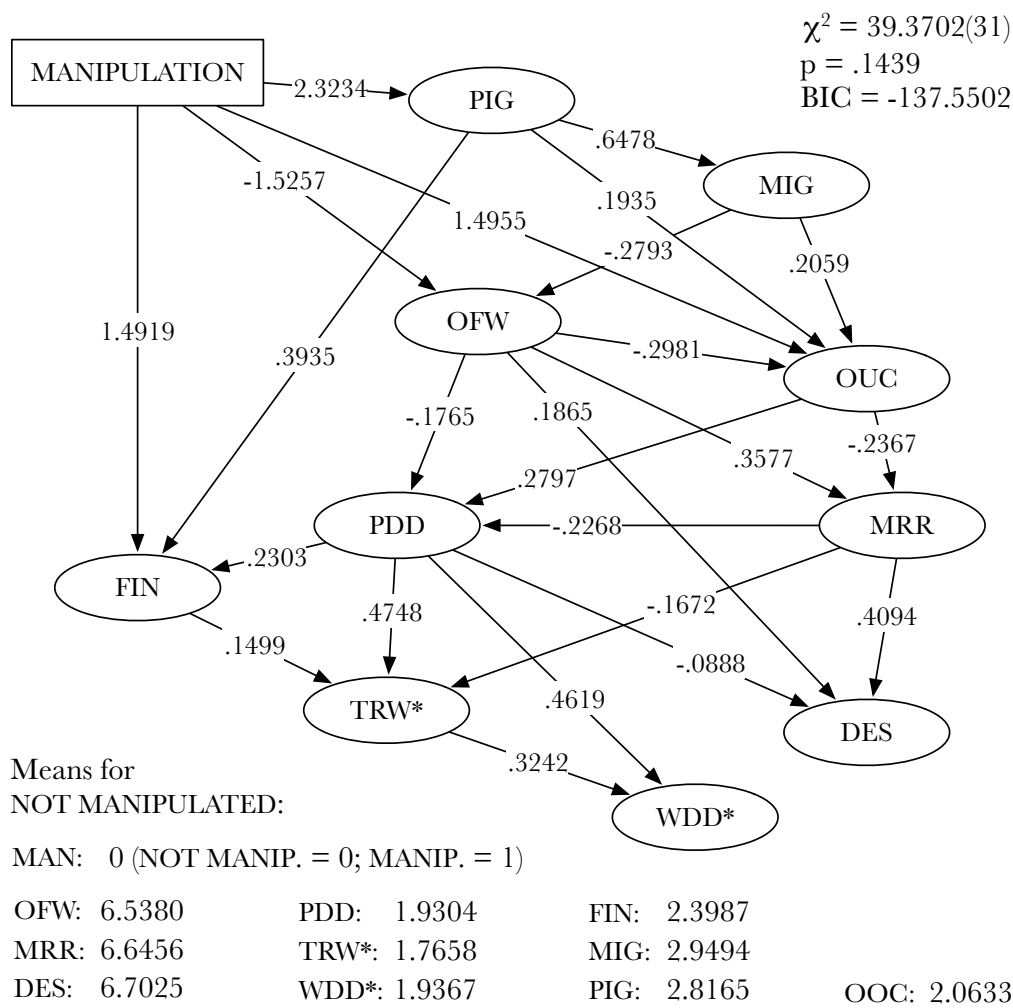 χ² = 39.3702(31)
p = .1439
BIC = -137.5502
MANIPULATION
2.3234
PIG
.6478
MIG
-1.5257
.1935
1.4955
-.2793
.2059
OFW
1.4919
.3935
-.2981
OUC
-.1765
.1865
.3577
-.2367
.2797
PDD
-.2268
MRR
.2303
FIN
.4748
-.1672
.4094
.1499
-.0888
.4619
TRW*
DES
.3242
WDD*
Means for
NOT MANIPULATED:
MAN: 0 (NOT MANIP. = 0; MANIP. = 1)
OFW: 6.5380 PDD: 1.9304 FIN: 2.3987
MRR: 6.6456 TRW*: 1.7658 MIG: 2.9494
DES: 6.7025 WDD*: 1.9367 PIG: 2.8165 OOC: 2.0633